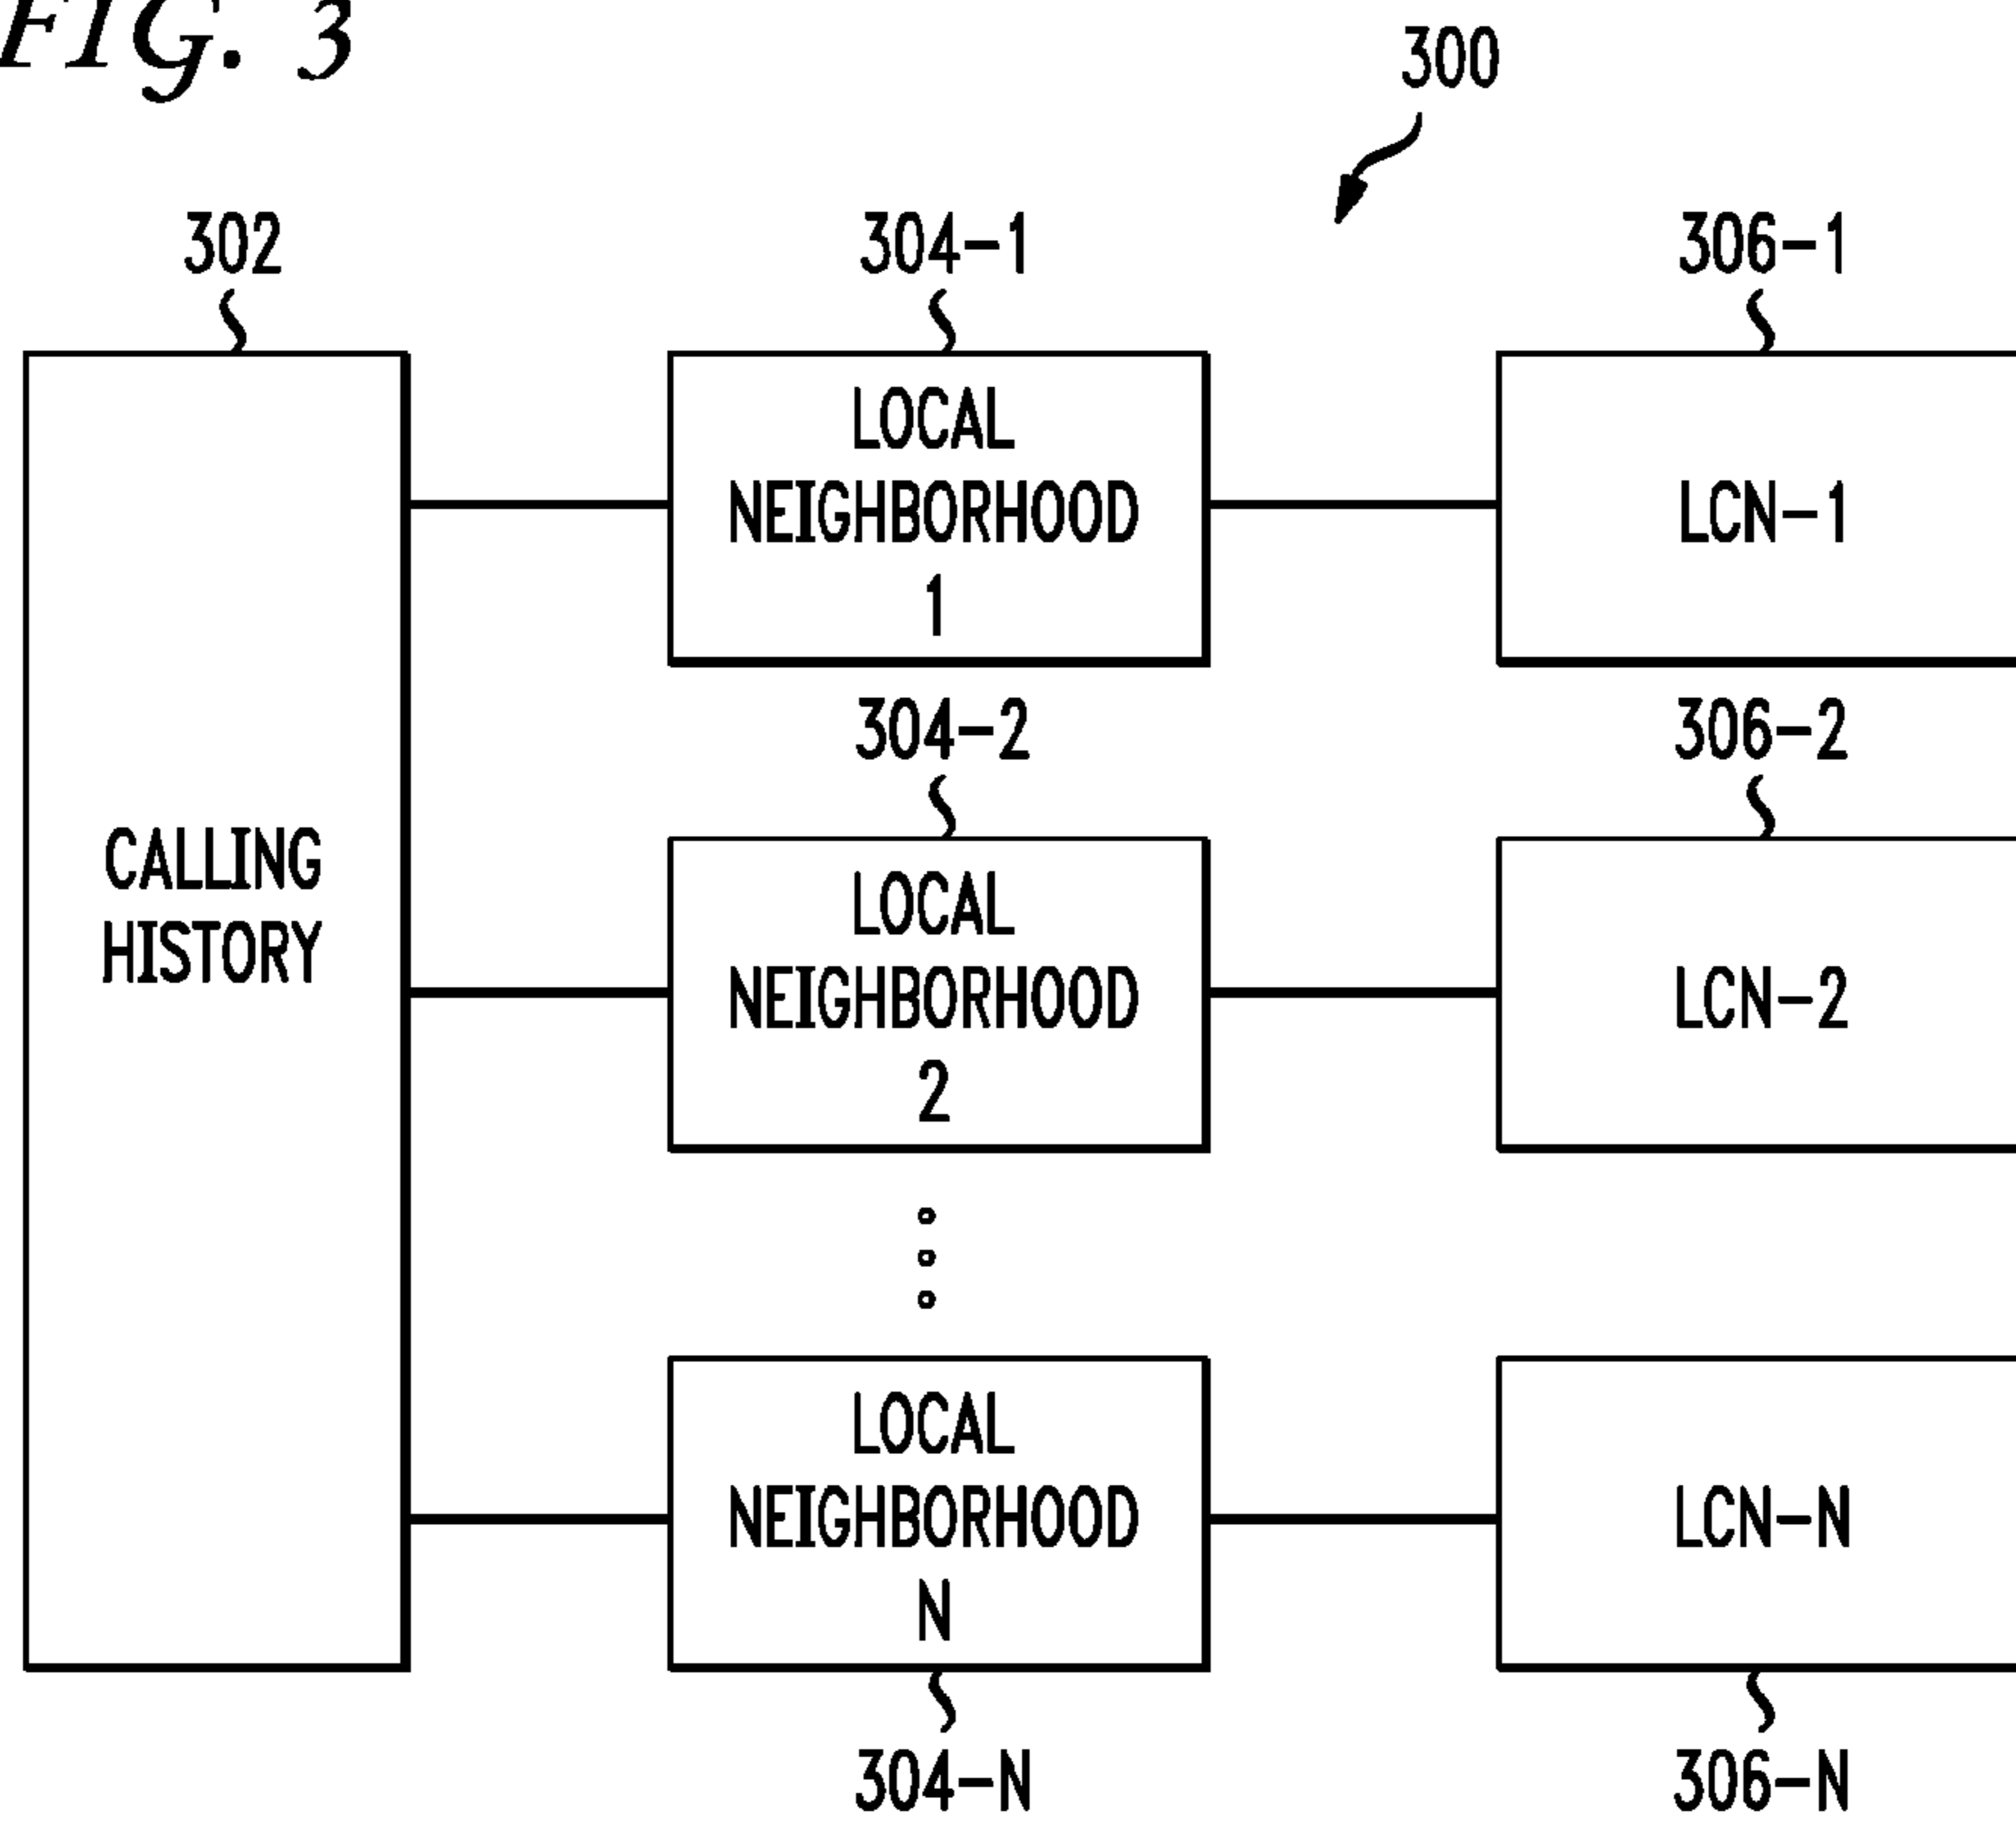 FIG. 3
300
302
304-1
306-1
LOCAL
NEIGHBORHOOD
1
LCN-1
304-2
306-2
CALLING
HISTORY
LOCAL
NEIGHBORHOOD
2
LCN-2
LOCAL
NEIGHBORHOOD
N
LCN-N
304-N
306-N